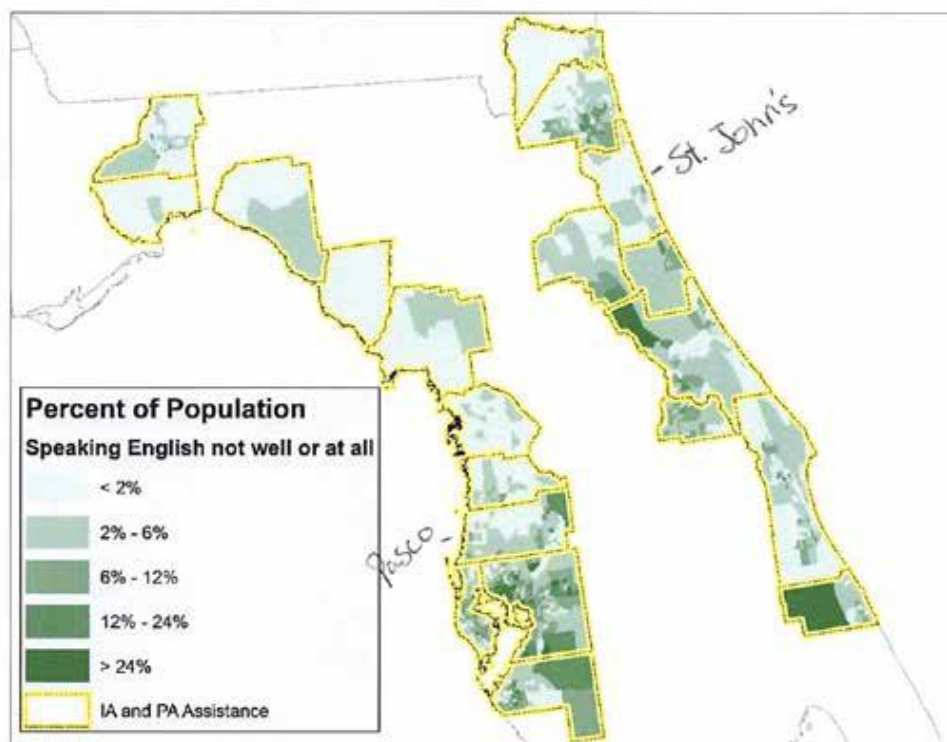 St. John's
Pasco
Percent of Population
Speaking English not well or at all
< 2%
2% - 6%
6% - 12%
12% - 24%
> 24%
IA and PA Assistance